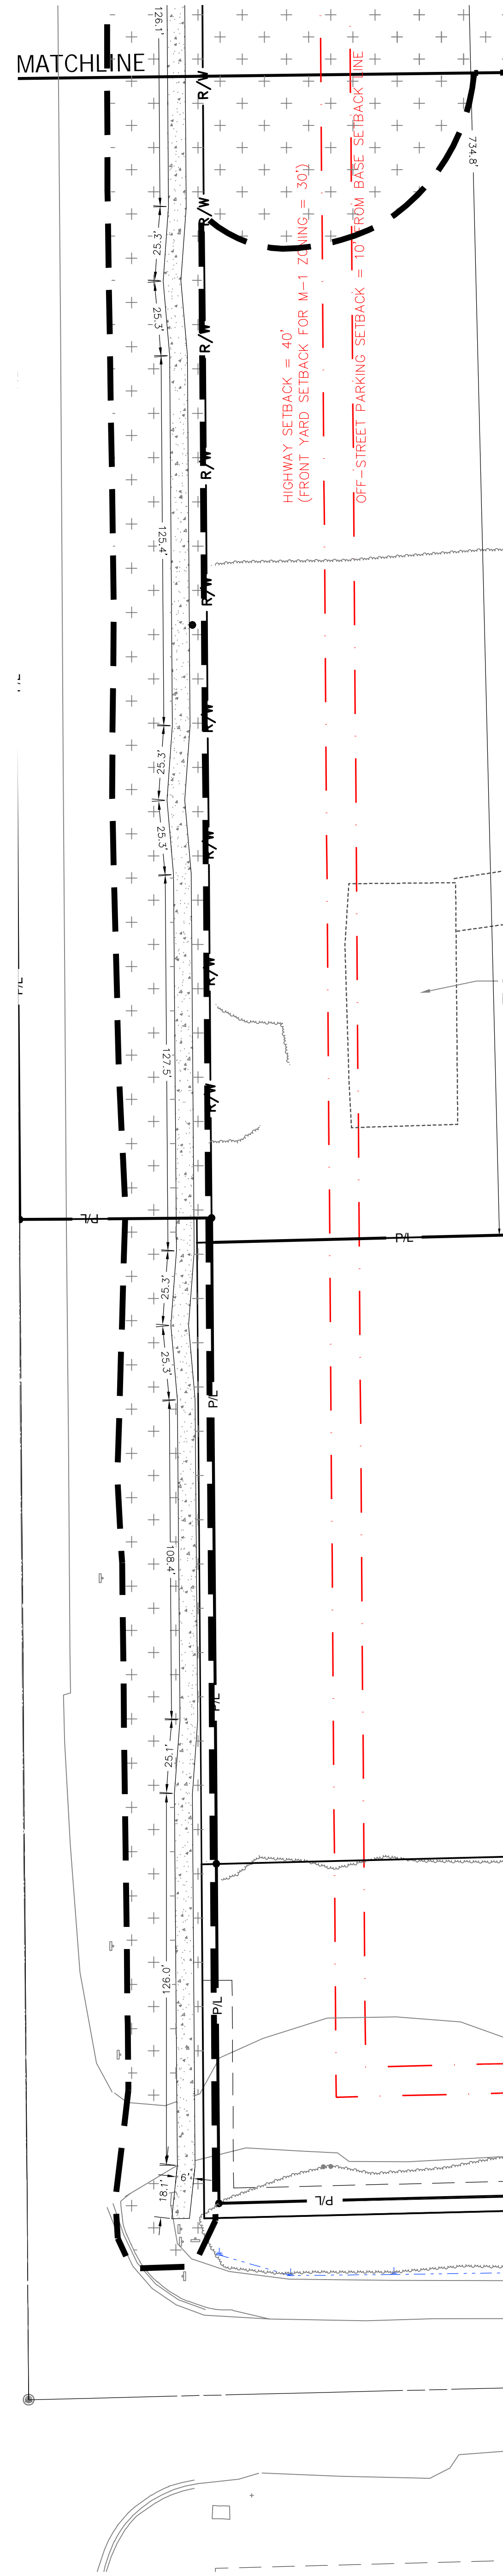 126.1'
MATCHLINE
R/W
734.8'
R/W
25.3'
HIGHWAY SETBACK = 40'
(FRONT YARD SETBACK FOR M-1 ZONING = 30')
OFF-STREET PARKING SETBACK = 10' FROM BASE SETBACK LINE
25.3'
R/W
R/W
125.4'
R/W
R/W
25.3'
25.3'
R/W
R/W
P/L
127.5'
R/W
P/L
P/L
25.3'
25.3'
P/L
108.4'
P/L
25.1'
126.0'
P/L
6'
18.1'
P/L